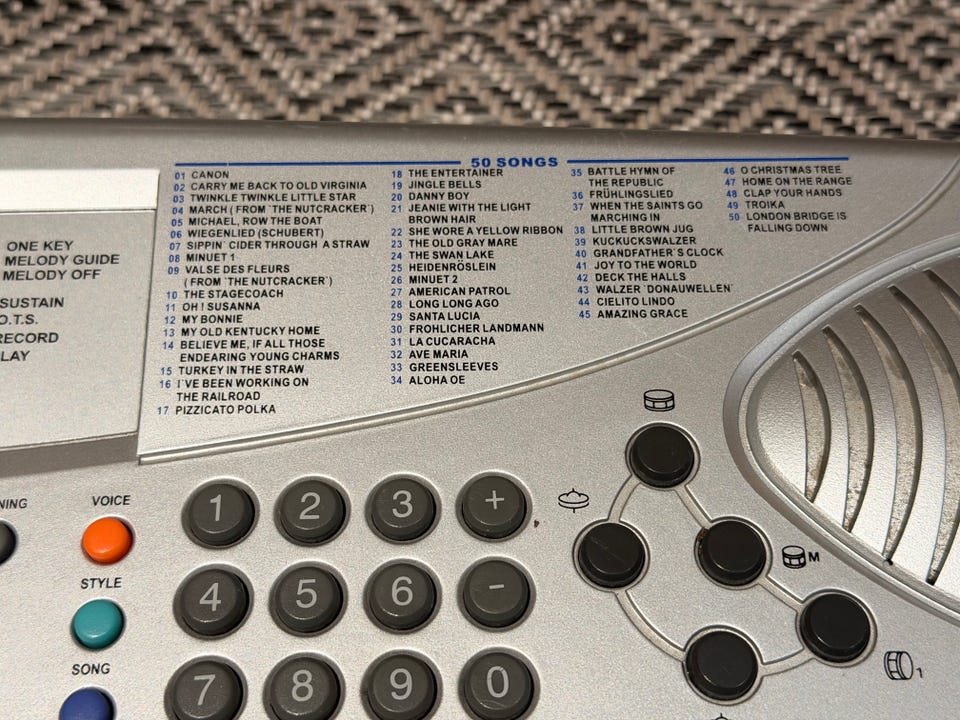 50 SONGS
01 CANON
02 CARRY ME BACK TO OLD VIRGINIA
03 TWINKLE TWINKLE LITTLE STAR
04 MARCH ( FROM `THE NUTCRACKER`)
05 MICHAEL, ROW THE BOAT
06 WIEGENLIED (SCHUBERT)
07 SIPPIN` CIDER THROUGH A STRAW
08 MINUET 1
09 VALSE DES FLEURS
( FROM `THE NUTCRACKER`)
10 THE STAGECOACH
11 OH ! SUSANNA
12 MY BONNIE
13 MY OLD KENTUCKY HOME
14 BELIEVE ME, IF ALL THOSE
ENDEARING YOUNG CHARMS
15 TURKEY IN THE STRAW
16 I`VE BEEN WORKING ON
THE RAILROAD
17 PIZZICATO POLKA
18 THE ENTERTAINER
19 JINGLE BELLS
20 DANNY BOY
21 JEANIE WITH THE LIGHT
BROWN HAIR
22 SHE WORE A YELLOW RIBBON
23 THE OLD GRAY MARE
24 THE SWAN LAKE
25 HEIDENRÖSLEIN
26 MINUET 2
27 AMERICAN PATROL
28 LONG LONG AGO
29 SANTA LUCIA
30 FROHLICHER LANDMANN
31 LA CUCARACHA
32 AVE MARIA
33 GREENSLEEVES
34 ALOHA OE
35 BATTLE HYMN OF
THE REPUBLIC
36 FRÜHLINGSLIED
37 WHEN THE SAINTS GO
MARCHING IN
38 LITTLE BROWN JUG
39 KUCKUCKSWALZER
40 GRANDFATHER`S CLOCK
41 JOY TO THE WORLD
42 DECK THE HALLS
43 WALZER `DONAUWELLEN`
44 CIELITO LINDO
45 AMAZING GRACE
46 O CHRISTMAS TREE
47 HOME ON THE RANGE
48 CLAP YOUR HANDS
49 TROIKA
50 LONDON BRIDGE IS
FALLING DOWN
ONE KEY
MELODY GUIDE
MELODY OFF
SUSTAIN
O.T.S.
RECORD
LAY
NING
VOICE
STYLE
SONG
1 2 3 +
4 5 6 -
7 8 9 0
M
1